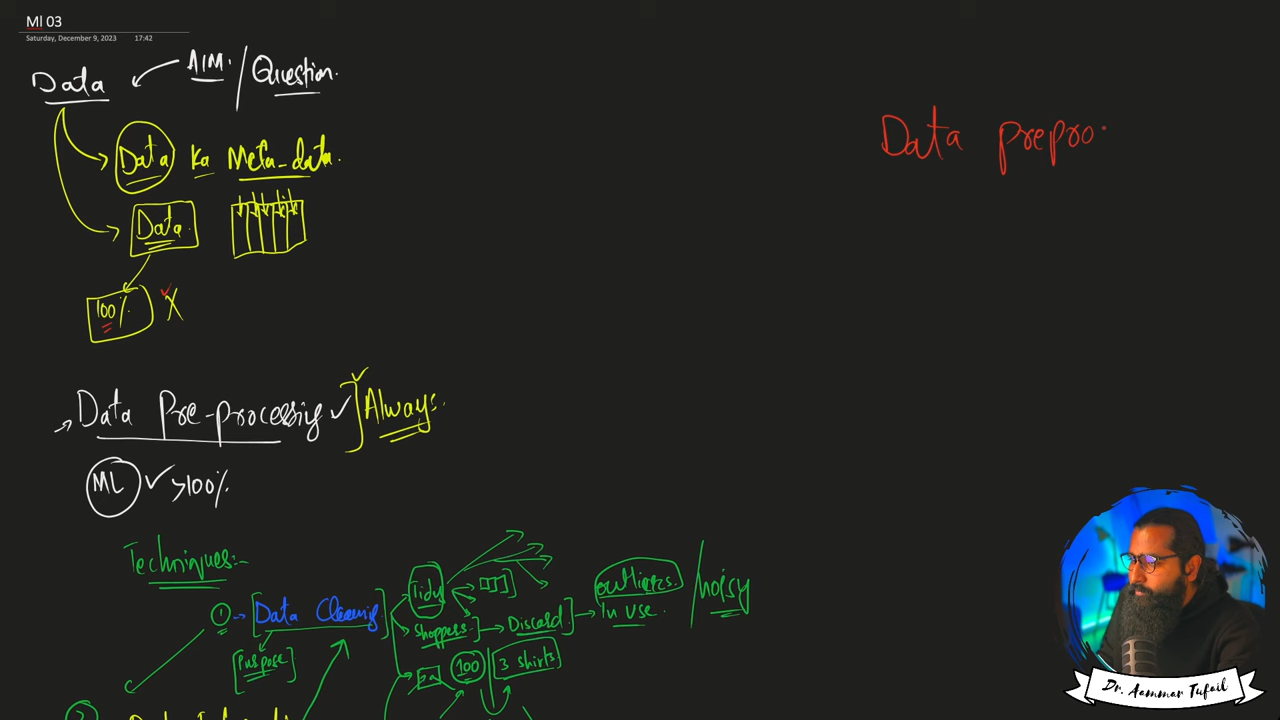 Ml 03
Saturday, December 9, 2023 17:42
Data AIM. / Question.
Data prepro
Data Ka Meta-data.
Data
100% X
Data Pre-processing Always.
ML >100%
Techniques:-
① [Data Cleaning] Tidy
outliers. / noisy
shoppers. Discard] In use.
[Purpose]
100 3 shirts.
Dr. Aammar Tufail